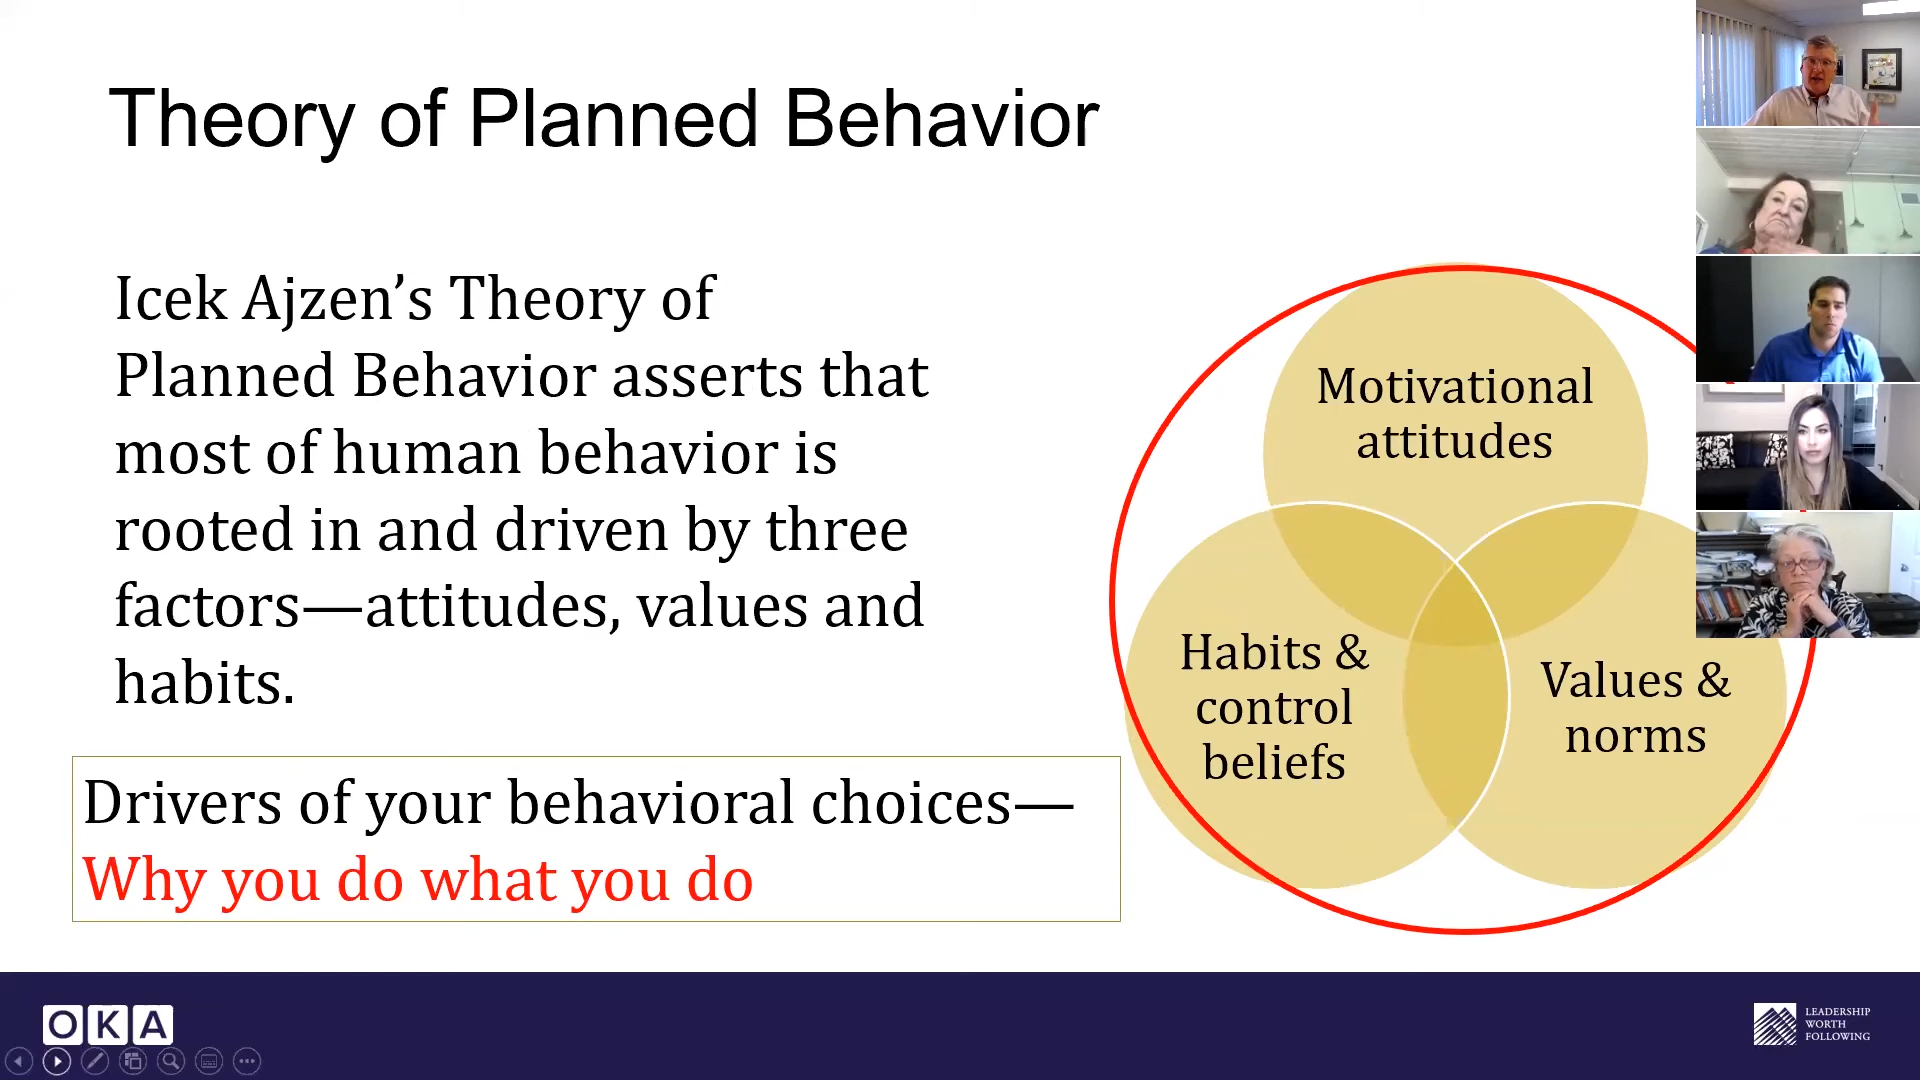 Theory of Planned Behavior
Icek Ajzen’s Theory of
Planned Behavior asserts that
most of human behavior is
rooted in and driven by three
factors—attitudes, values and
habits.
Drivers of your behavioral choices—
Why you do what you do
Motivational
attitudes
Habits &
control
beliefs
Values &
norms
OKA
LEADERSHIP
WORTH
FOLLOWING